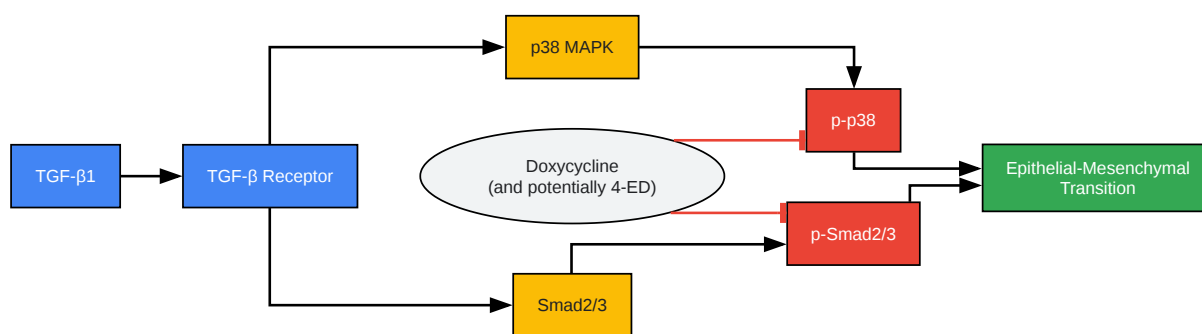 p38 MAPK
p-p38
TGF-β1
TGF-β Receptor
Doxycycline
(and potentially 4-ED)
Epithelial-Mesenchymal
Transition
p-Smad2/3
Smad2/3